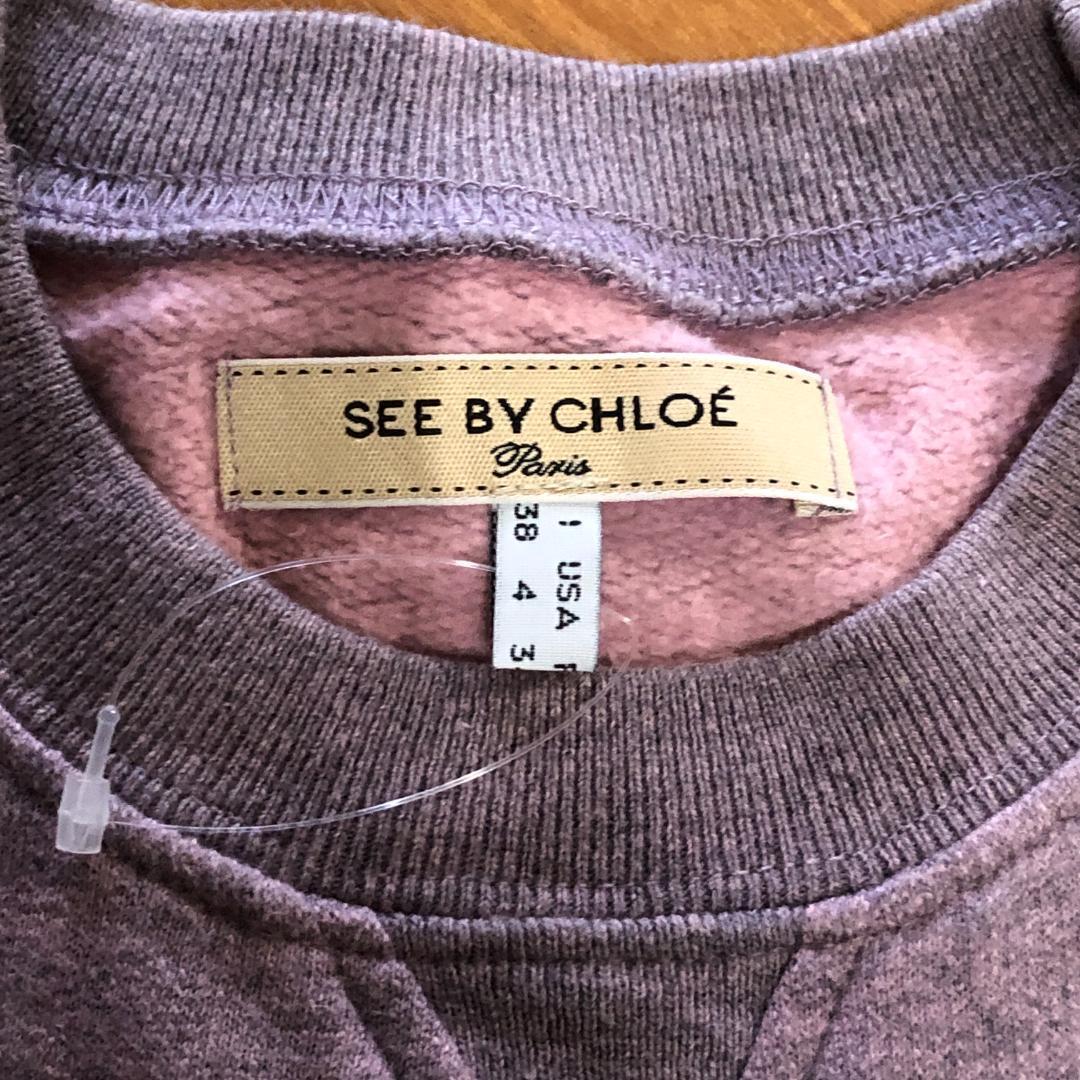 SEE BY CHLOÉ
Paris
I USA F
38 4 3